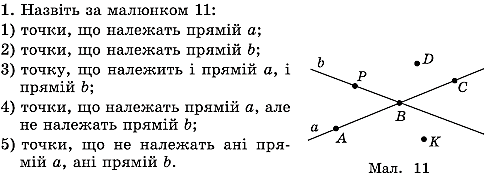 1. Назвіть за малюнком 11:
1) точки, що належать прямій a;
2) точки, що належать прямій b;
3) точку, що належить і прямій a, і
прямій b;
4) точки, що належать прямій a, але
не належать прямій b;
5) точки, що не належать ані пря-
мій a, ані прямій b.
b
P
D
C
B
a
A
K
Мал. 11